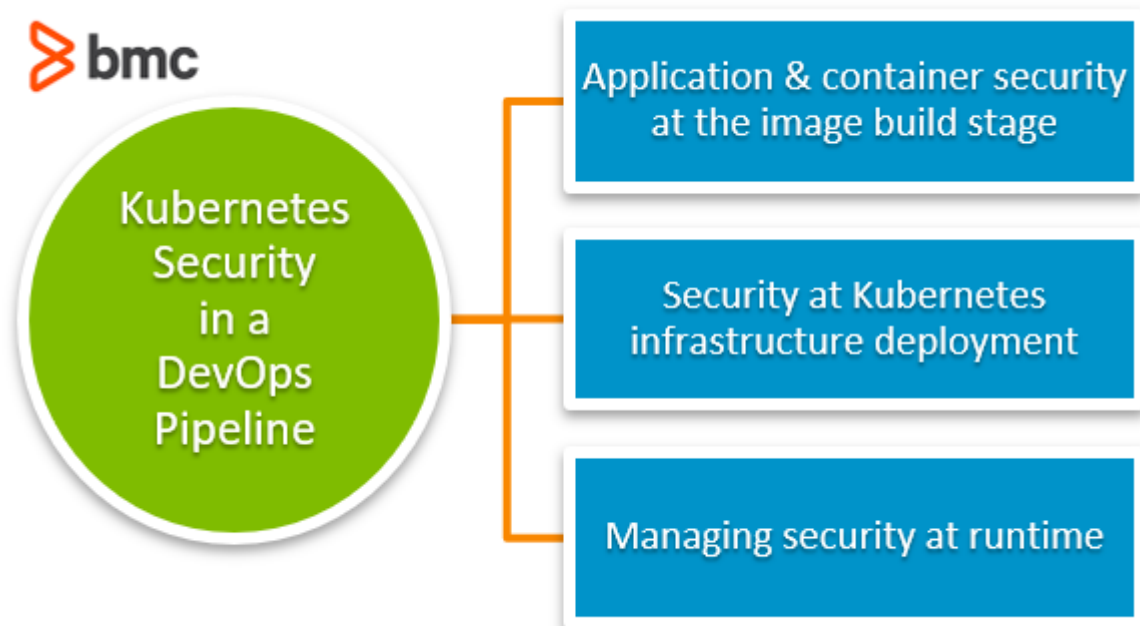 bmc
Kubernetes
Security
in a
DevOps
Pipeline
Application & container security
at the image build stage
Security at Kubernetes
infrastructure deployment
Managing security at runtime